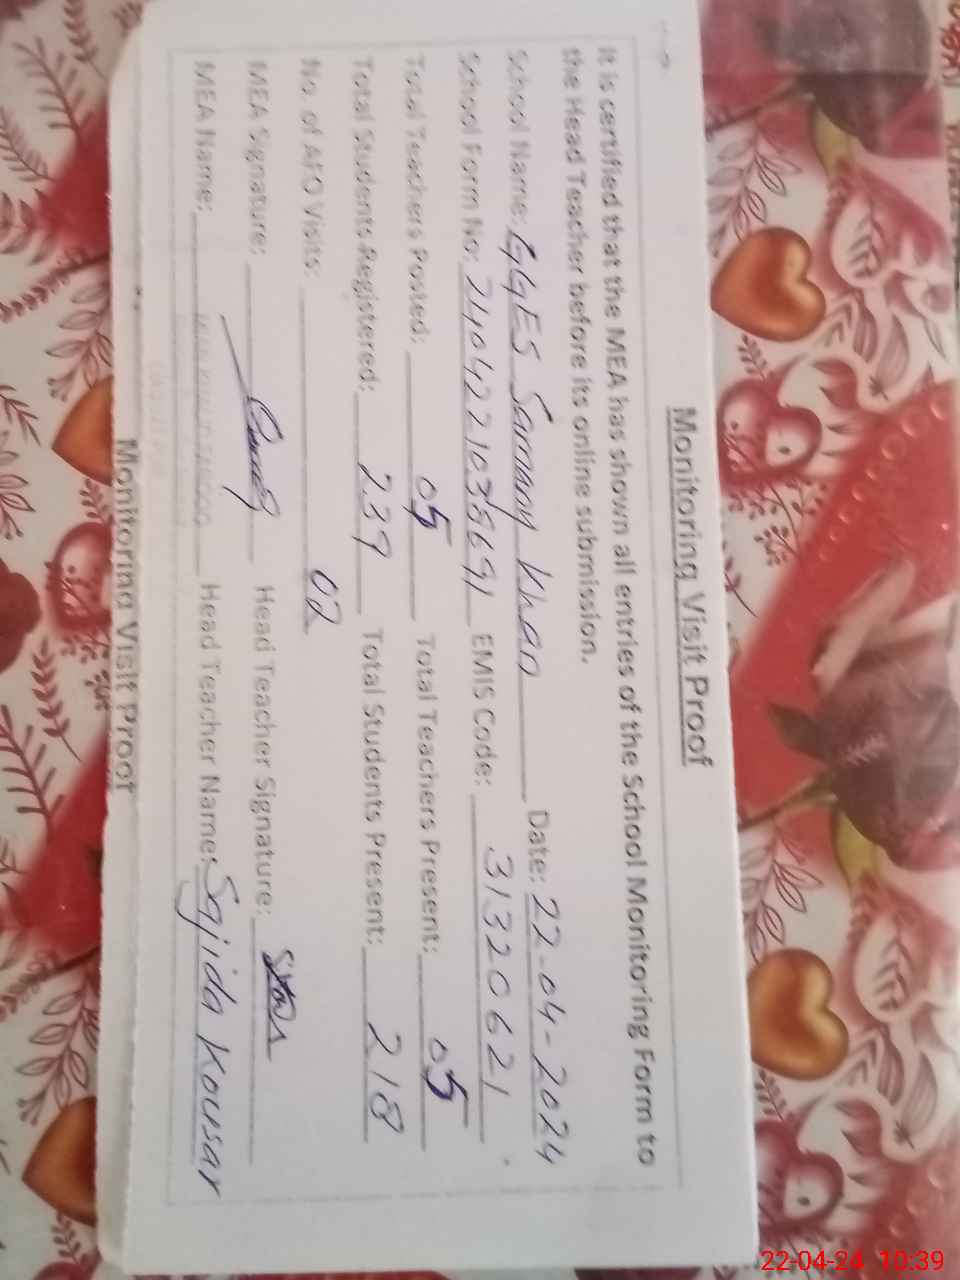 Monitoring Visit Proof
It is certified that the MEA has shown all entries of the School Monitoring Form to
the Head Teacher before its online submission.
School Name: GGES Sammy Khan Date: 22-04-2024
School Form No: 2404221038691 EMIS Code: 31320621
Total Teachers Posted: 05 Total Teachers Present: 05
Total Students Registered: 239 Total Students Present: 218
No. of AEO Visits: 02
MEA Signature: Head Teacher Signature:
MEA Name: Head Teacher Name: Sajida Kousar
Monitoring Visit Proof
22-04-24 10:39